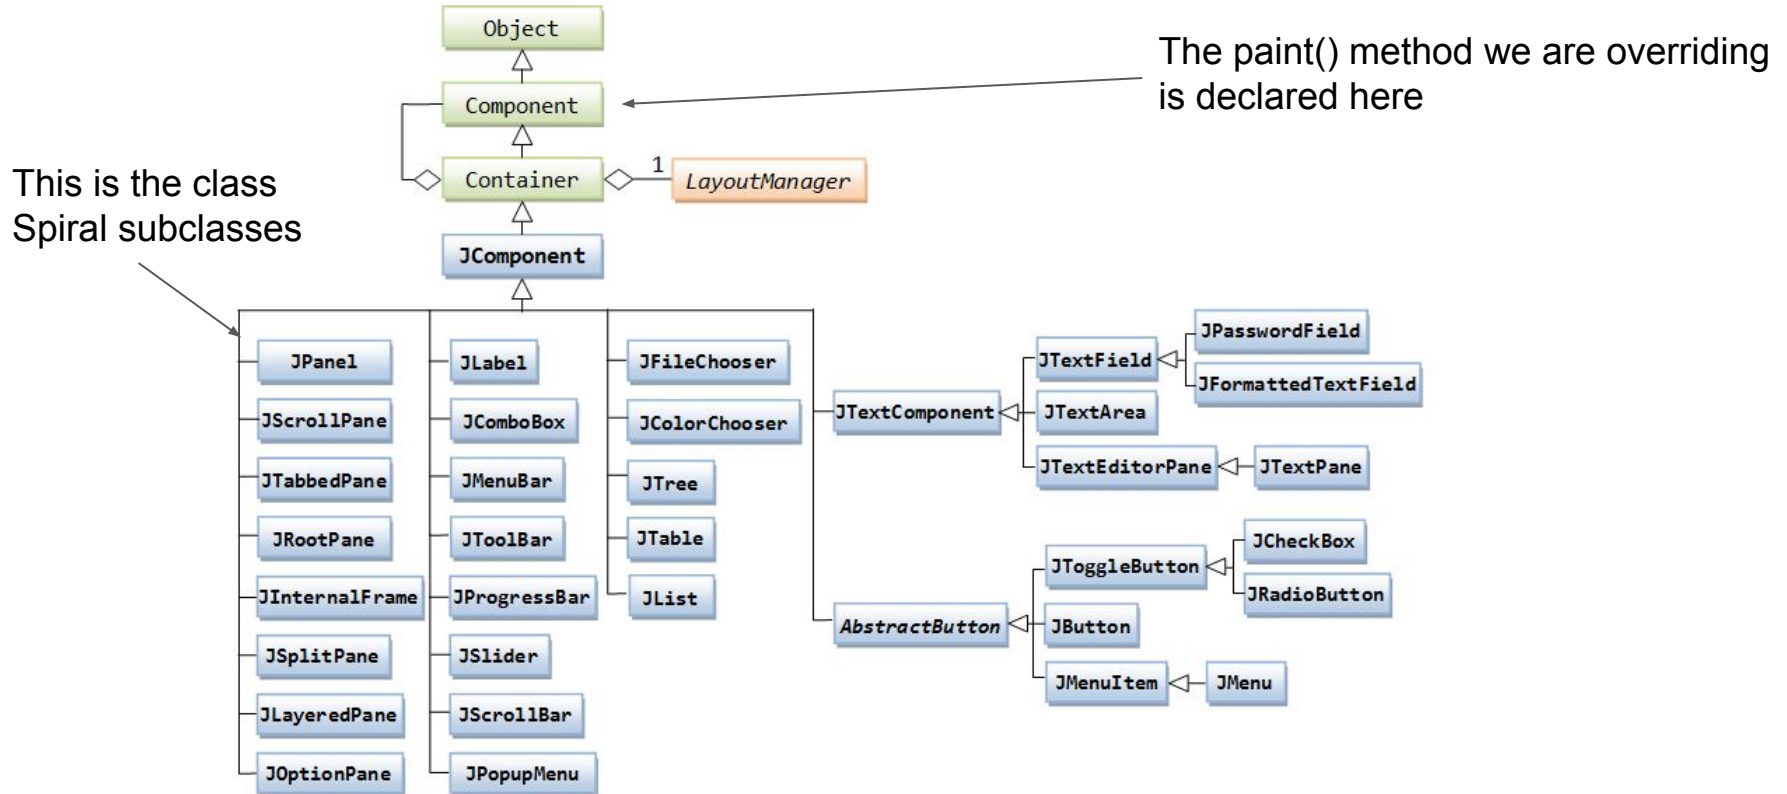 Object
The paint() method we are overriding
is declared here
Component
This is the class
Spiral subclasses
Container
1
LayoutManager
JComponent
JPanel
JScrollPane
JTabbedPane
JRootPane
JInternalFrame
JSplitPane
JLayeredPane
JOptionPane
JLabel
JComboBox
JMenuBar
JToolBar
JProgressBar
JSlider
JScrollBar
JPopupMenu
JFileChooser
JColorChooser
JTree
JTable
JList
JTextComponent
JTextField
JPasswordField
JFormattedTextField
JTextArea
JTextEditorPane
JTextPane
AbstractButton
JToggleButton
JCheckBox
JRadioButton
JButton
JMenuItem
JMenu